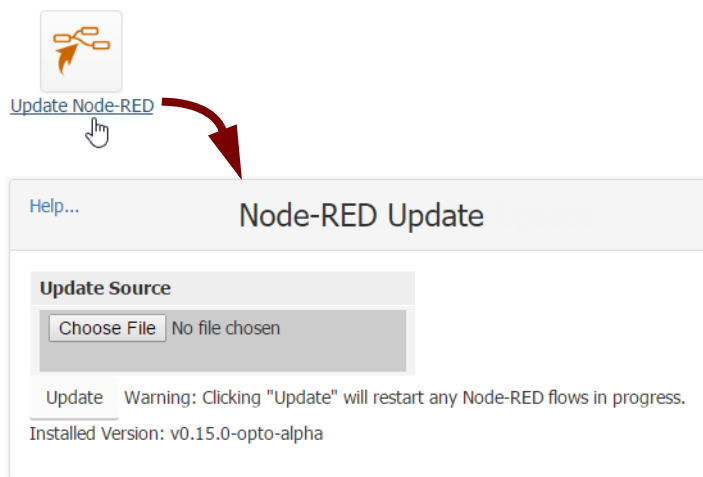 Update Node-RED
Help...
Node-RED Update
Update Source
Choose File No file chosen
Update Warning: Clicking "Update" will restart any Node-RED flows in progress.
Installed Version: v0.15.0-opto-alpha